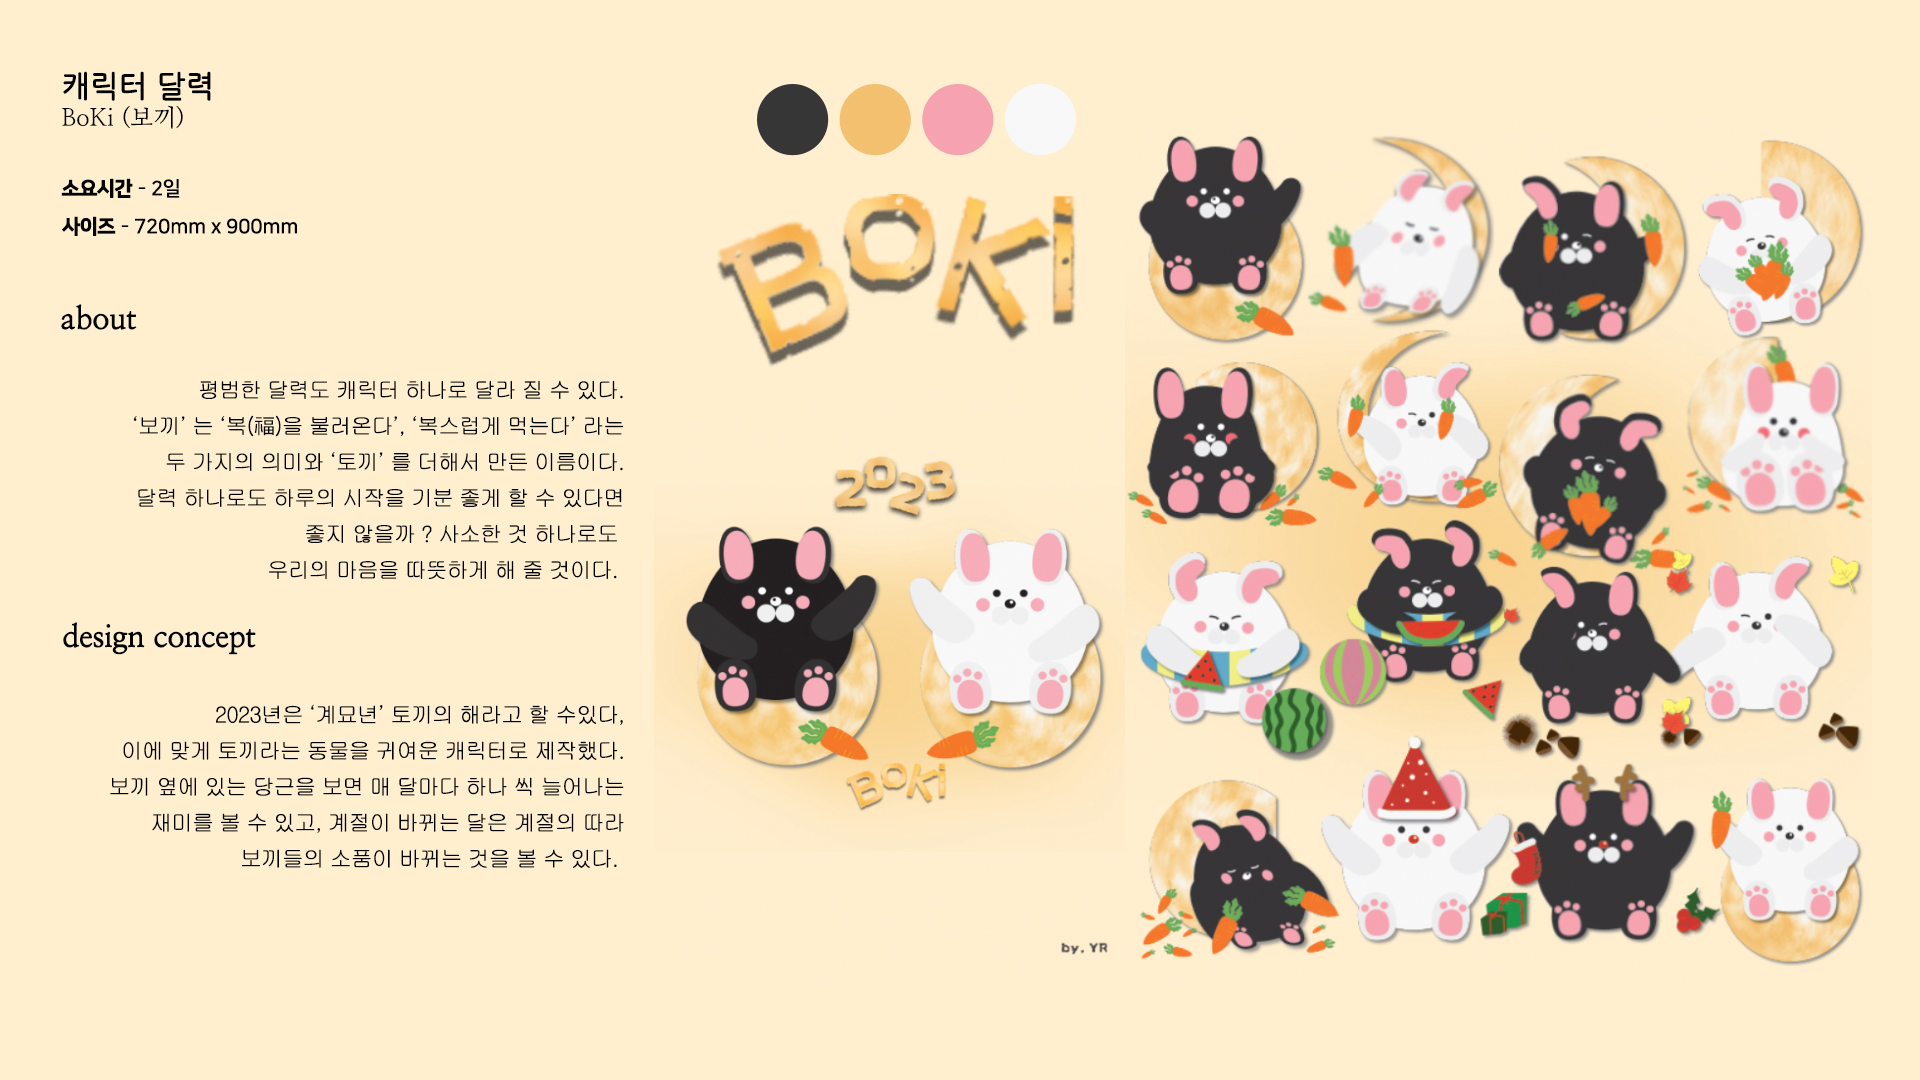 캐릭터 달력
BoKi (보끼)
소요시간 - 2일
사이즈 - 720mm x 900mm
about
평범한 달력도 캐릭터 하나로 달라 질 수 있다.
‘보끼’ 는 ‘복(福)을 불러온다’, ‘복스럽게 먹는다’ 라는
두 가지의 의미와 ‘토끼’ 를 더해서 만든 이름이다.
달력 하나로도 하루의 시작을 기분 좋게 할 수 있다면
좋지 않을까 ? 사소한 것 하나로도
우리의 마음을 따뜻하게 해 줄 것이다.
design concept
2023년은 ‘계묘년’ 토끼의 해라고 할 수있다,
이에 맞게 토끼라는 동물을 귀여운 캐릭터로 제작했다.
보끼 옆에 있는 당근을 보면 매 달마다 하나 씩 늘어나는
재미를 볼 수 있고, 계절이 바뀌는 달은 계절의 따라
보끼들의 소품이 바뀌는 것을 볼 수 있다.
BOKi
2023
BOKi
by. YR